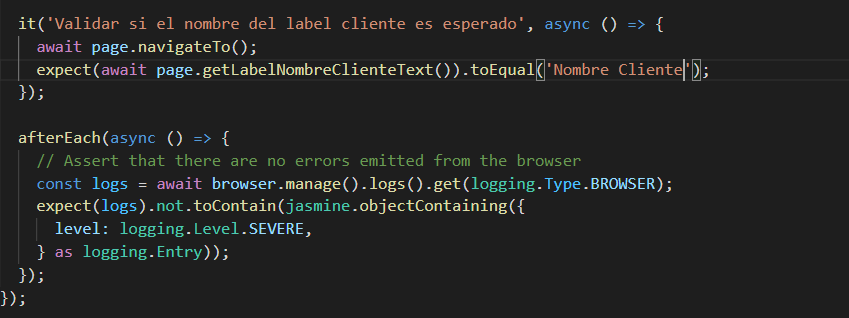 it('Validar si el nombre del label cliente es esperado', async () => {
await page.navigateTo();
expect(await page.getLabelNombreClienteText()).toEqual('Nombre Cliente');
});
afterEach(async () => {
// Assert that there are no errors emitted from the browser
const logs = await browser.manage().logs().get(logging.Type.BROWSER);
expect(logs).not.toContain(jasmine.objectContaining({
level: logging.Level.SEVERE,
} as logging.Entry));
});
});